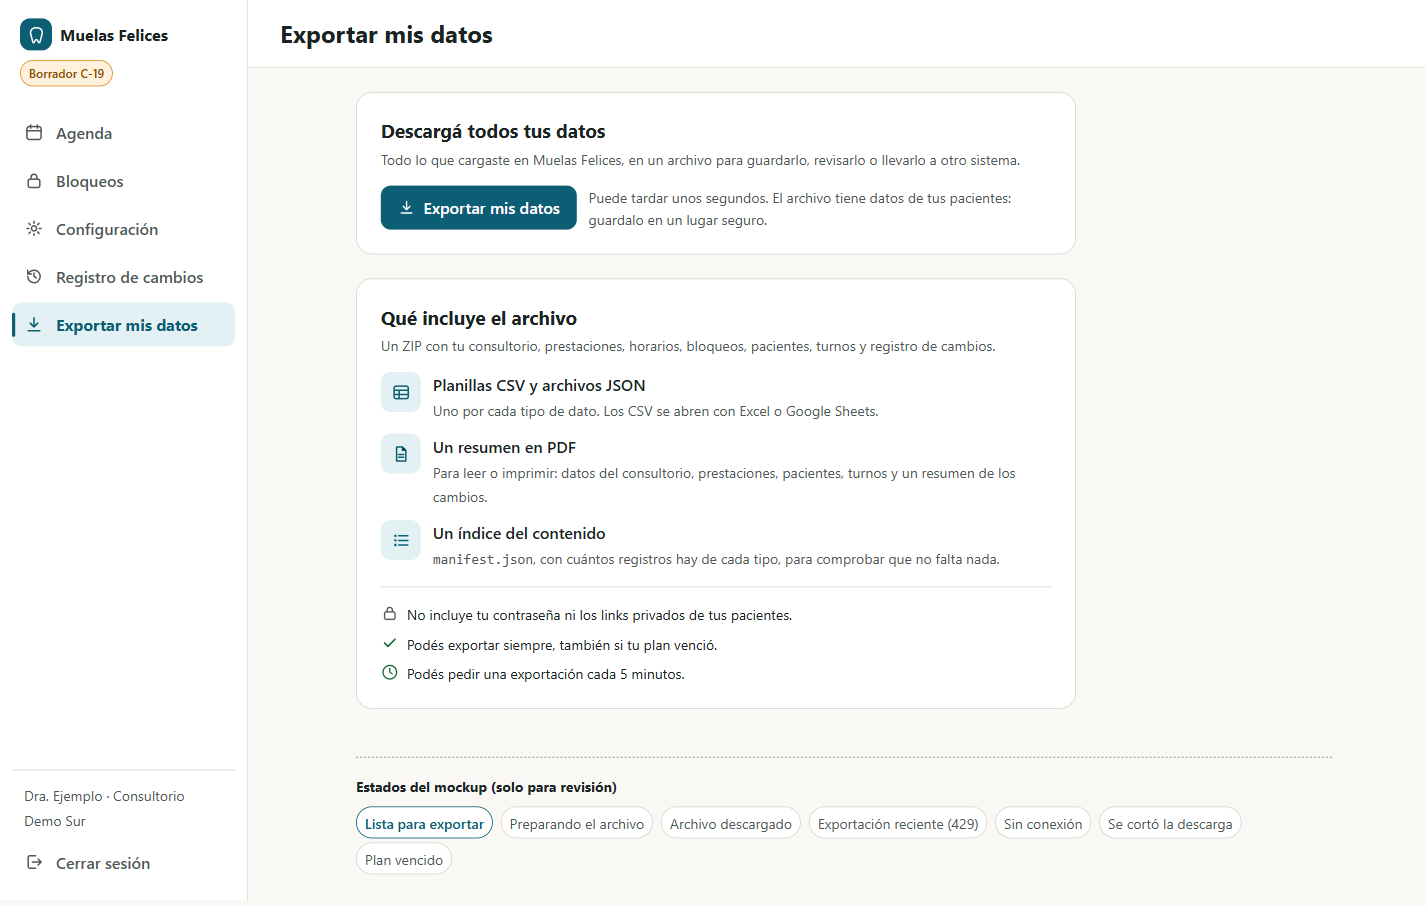 Muelas Felices
Borrador C-19
Agenda
Bloqueos
Configuración
Registro de cambios
Exportar mis datos
Dra. Ejemplo · Consultorio
Demo Sur
Cerrar sesión
Exportar mis datos
Descargá todos tus datos
Todo lo que cargaste en Muelas Felices, en un archivo para guardarlo, revisarlo o llevarlo a otro sistema.
Exportar mis datos
Puede tardar unos segundos. El archivo tiene datos de tus pacientes:
guardalo en un lugar seguro.
Qué incluye el archivo
Un ZIP con tu consultorio, prestaciones, horarios, bloqueos, pacientes, turnos y registro de cambios.
Planillas CSV y archivos JSON
Uno por cada tipo de dato. Los CSV se abren con Excel o Google Sheets.
Un resumen en PDF
Para leer o imprimir: datos del consultorio, prestaciones, pacientes, turnos y un resumen de los
cambios.
Un índice del contenido
manifest.json, con cuántos registros hay de cada tipo, para comprobar que no falta nada.
No incluye tu contraseña ni los links privados de tus pacientes.
Podés exportar siempre, también si tu plan venció.
Podés pedir una exportación cada 5 minutos.
Estados del mockup (solo para revisión)
Lista para exportar
Preparando el archivo
Archivo descargado
Exportación reciente (429)
Sin conexión
Se cortó la descarga
Plan vencido